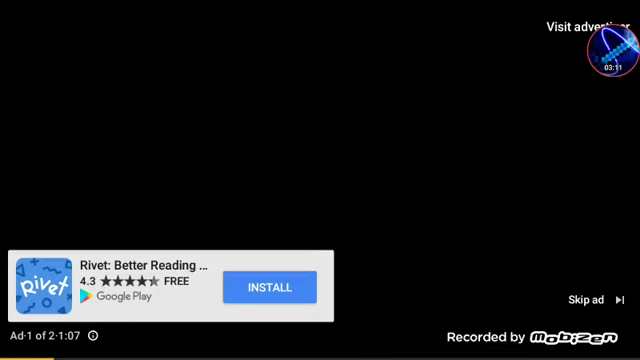 Visit advertiser
03:11
Rivet
Rivet: Better Reading ...
4.3 ★★★★★ FREE
Google Play
INSTALL
Skip ad
Ad·1 of 2·1:07
Recorded by Mobizen